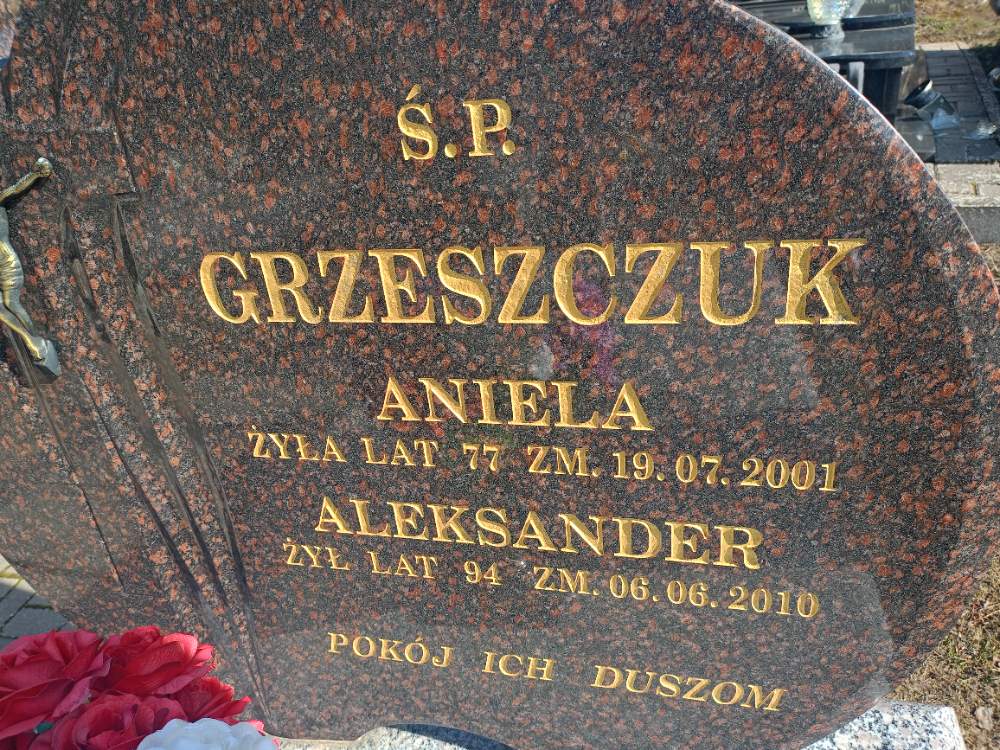 Ś.P.
GRZESZCZUK
ANIELA
ŻYŁA LAT 77 ZM. 19.07.2001
ALEKSANDER
ŻYŁ LAT 94 ZM. 06.06.2010
POKÓJ ICH DUSZOM